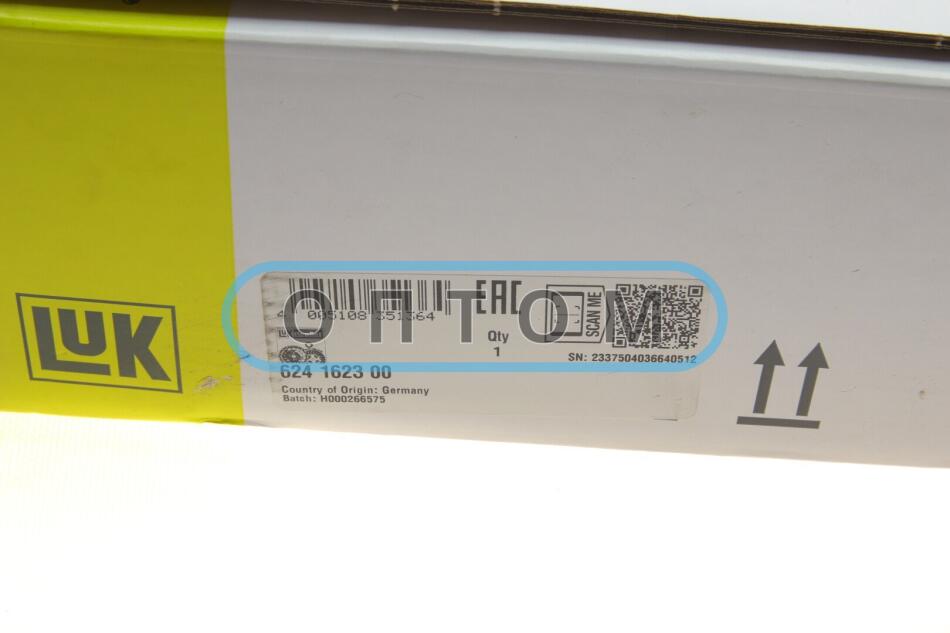 LUK
4 005108 351364
EAC
SCAN ME
Qty
1
SN: 2337504036640512
624 1623 00
Country of Origin: Germany
Batch: H000266575
ОПТОМ